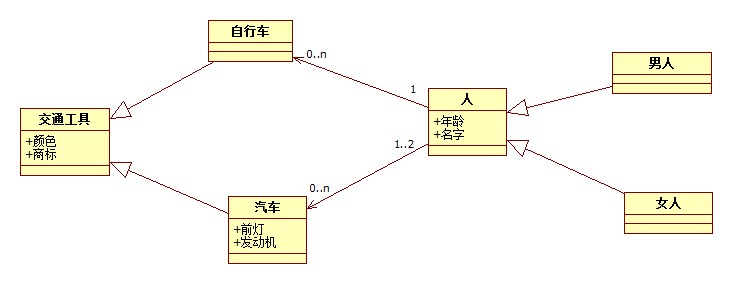 自行车
0..n
1
男人
人
+年龄
+名字
交通工具
+颜色
+商标
1..2
0..n
汽车
+前灯
+发动机
女人